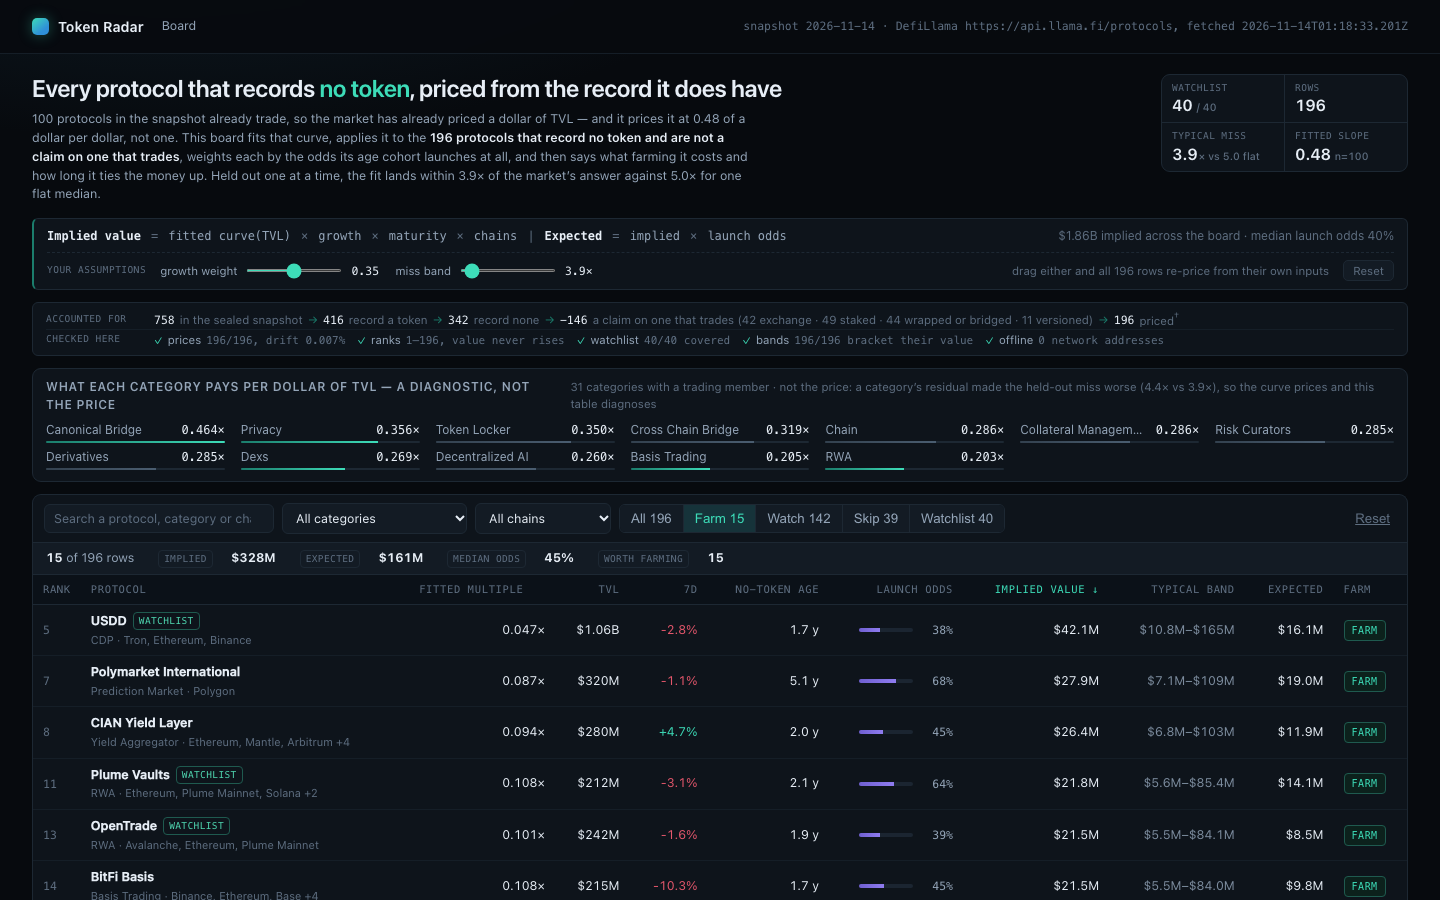 Token Radar Board
snapshot 2026-11-14 · DefiLlama https://api.llama.fi/protocols, fetched 2026-11-14T01:18:33.201Z
Every protocol that records no token, priced from the record it does have
100 protocols in the snapshot already trade, so the market has already priced a dollar of TVL — and it prices it at 0.48 of a
dollar per dollar, not one. This board fits that curve, applies it to the 196 protocols that record no token and are not a
claim on one that trades, weights each by the odds its age cohort launches at all, and then says what farming it costs and
how long it ties the money up. Held out one at a time, the fit lands within 3.9× of the market's answer against 5.0× for one
flat median.
WATCHLIST
40 / 40
ROWS
196
TYPICAL MISS
3.9× vs 5.0 flat
FITTED SLOPE
0.48 n=100
Implied value = fitted curve(TVL) × growth × maturity × chains | Expected = implied × launch odds
$1.86B implied across the board · median launch odds 40%
YOUR ASSUMPTIONS growth weight 0.35 miss band 3.9×
drag either and all 196 rows re-price from their own inputs Reset
ACCOUNTED FOR 758 in the sealed snapshot → 416 record a token → 342 record none → −146 a claim on one that trades (42 exchange · 49 staked · 44 wrapped or bridged · 11 versioned) → 196 priced†
CHECKED HERE ✓ prices 196/196, drift 0.007% ✓ ranks 1–196, value never rises ✓ watchlist 40/40 covered ✓ bands 196/196 bracket their value ✓ offline 0 network addresses
WHAT EACH CATEGORY PAYS PER DOLLAR OF TVL — A DIAGNOSTIC, NOT
THE PRICE
31 categories with a trading member · not the price: a category's residual made the held-out miss worse (4.4× vs 3.9×), so the curve prices and this
table diagnoses
Canonical Bridge 0.464× Privacy 0.356× Token Locker 0.350× Cross Chain Bridge 0.319× Chain 0.286× Collateral Managem... 0.286× Risk Curators 0.285×
Derivatives 0.285× Dexs 0.269× Decentralized AI 0.260× Basis Trading 0.205× RWA 0.203×
Search a protocol, category or cha All categories All chains All 196 Farm 15 Watch 142 Skip 39 Watchlist 40 Reset
15 of 196 rows IMPLIED $328M EXPECTED $161M MEDIAN ODDS 45% WORTH FARMING 15
RANK PROTOCOL FITTED MULTIPLE TVL 7D NO-TOKEN AGE LAUNCH ODDS IMPLIED VALUE ↓ TYPICAL BAND EXPECTED FARM
5 USDD WATCHLIST 0.047× $1.06B -2.8% 1.7 y 38% $42.1M $10.8M–$165M $16.1M FARM
CDP · Tron, Ethereum, Binance
7 Polymarket International 0.087× $320M -1.1% 5.1 y 68% $27.9M $7.1M–$109M $19.0M FARM
Prediction Market · Polygon
8 CIAN Yield Layer 0.094× $280M +4.7% 2.0 y 45% $26.4M $6.8M–$103M $11.9M FARM
Yield Aggregator · Ethereum, Mantle, Arbitrum +4
11 Plume Vaults WATCHLIST 0.108× $212M -3.1% 2.1 y 64% $21.8M $5.6M–$85.4M $14.1M FARM
RWA · Ethereum, Plume Mainnet, Solana +2
13 OpenTrade WATCHLIST 0.101× $242M -1.6% 1.9 y 39% $21.5M $5.5M–$84.1M $8.5M FARM
RWA · Avalanche, Ethereum, Plume Mainnet
14 BitFi Basis 0.108× $215M -10.3% 1.7 y 45% $21.5M $5.5M–$84.0M $9.8M FARM
Basis Trading · Binance, Ethereum, Base +4